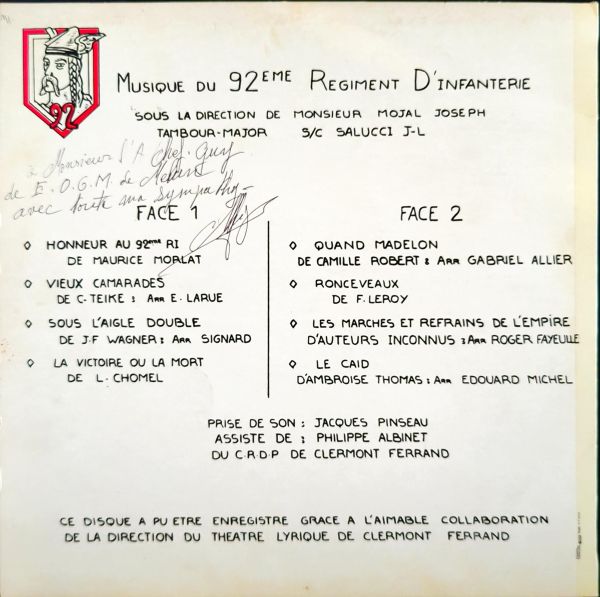 92
MUSIQUE DU 92EME REGIMENT D'INFANTERIE
SOUS LA DIRECTION DE MONSIEUR MOJAL JOSEPH
TAMBOUR-MAJOR S/C SALUCCI J-L
à Monsieur l'A Chef. Guy
de E.O.G.M de
avec toute ma sympathie
FACE 1
◊ HONNEUR AU 92eme RI
DE MAURICE MORLAT
◊ VIEUX CAMARADES
DE C. TEIKE : ARR E. LARUE
◊ SOUS L'AIGLE DOUBLE
DE J.F WAGNER : ARR SIGNARD
◊ LA VICTOIRE OU LA MORT
DE L. CHOMEL
FACE 2
◊ QUAND MADELON
DE CAMILLE ROBERT : ARR GABRIEL ALLIER
◊ RONCEVEAUX
DE F. LEROY
◊ LES MARCHES ET REFRAINS DE L'EMPIRE
D'AUTEURS INCONNUS : ARR ROGER FAYEULLE
◊ LE CAID
D'AMBROISE THOMAS : ARR EDOUARD MICHEL
PRISE DE SON : JACQUES PINSEAU
ASSISTE DE : PHILIPPE ALBINET
DU C.R.D.P DE CLERMONT FERRAND
CE DISQUE A PU ETRE ENREGISTRE GRACE A L'AIMABLE COLLABORATION
DE LA DIRECTION DU THEATRE LYRIQUE DE CLERMONT FERRAND